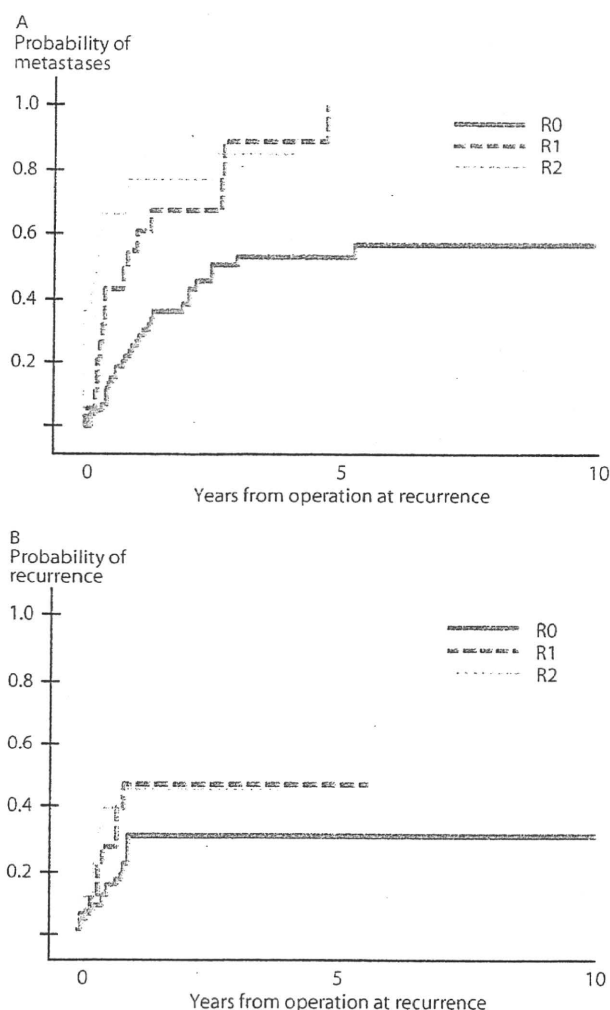 A
Probability of
metastases
1.0
0.8
0.6
0.4
0.2
R0
R1
R2
0
5
10
Years from operation at recurrence
B
Probability of
recurrence
1.0
0.8
0.6
0.4
0.2
R0
R1
R2
0
5
10
Years from operation at recurrence